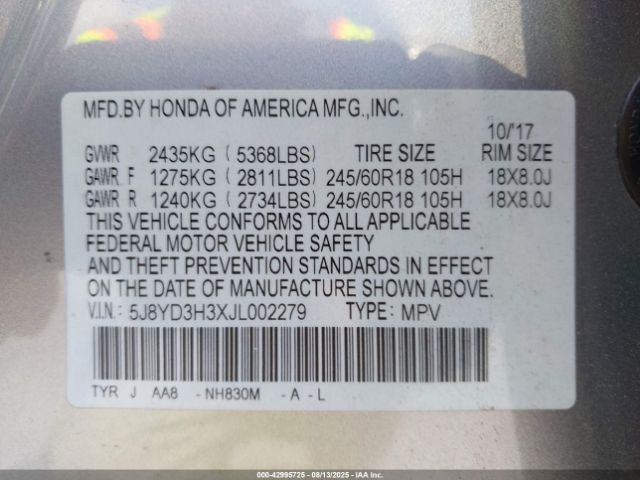 MFD.BY HONDA OF AMERICA MFG.,INC.
10/'17
GVWR 2435KG ( 5368LBS) TIRE SIZE RIM SIZE
GAWR F 1275KG ( 2811LBS) 245/60R18 105H 18X8.0J
GAWR R 1240KG ( 2734LBS) 245/60R18 105H 18X8.0J
THIS VEHICLE CONFORMS TO ALL APPLICABLE
FEDERAL MOTOR VEHICLE SAFETY
AND THEFT PREVENTION STANDARDS IN EFFECT
ON THE DATE OF MANUFACTURE SHOWN ABOVE.
V.I.N.: 5J8YD3H3XJL002279 TYPE: MPV
TYR J AA8 - NH830M - A - L
000-42995725 - 08/13/2025 - IAA Inc.